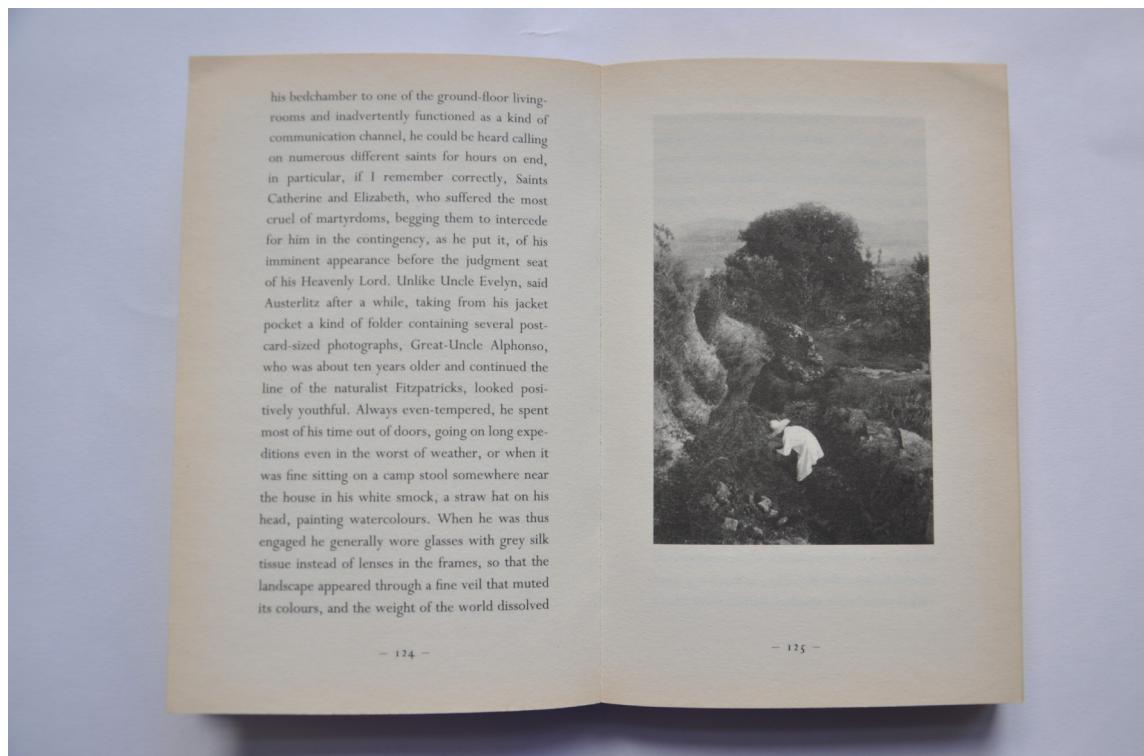 his bedchamber to one of the ground-floor living-
rooms and inadvertently functioned as a kind of
communication channel, he could be heard calling
on numerous different saints for hours on end,
in particular, if I remember correctly, Saints
Catherine and Elizabeth, who suffered the most
cruel of martyrdoms, begging them to intercede
for him in the contingency, as he put it, of his
imminent appearance before the judgment seat
of his Heavenly Lord. Unlike Uncle Evelyn, said
Austerlitz after a while, taking from his jacket
pocket a kind of folder containing several post-
card-sized photographs, Great-Uncle Alphonso,
who was about ten years older and continued the
line of the naturalist Fitzpatricks, looked posi-
tively youthful. Always even-tempered, he spent
most of his time out of doors, going on long expe-
ditions even in the worst of weather, or when it
was fine sitting on a camp stool somewhere near
the house in his white smock, a straw hat on his
head, painting watercolours. When he was thus
engaged he generally wore glasses with grey silk
tissue instead of lenses in the frames, so that the
landscape appeared through a fine veil that muted
its colours, and the weight of the world dissolved
– 124 –
– 125 –